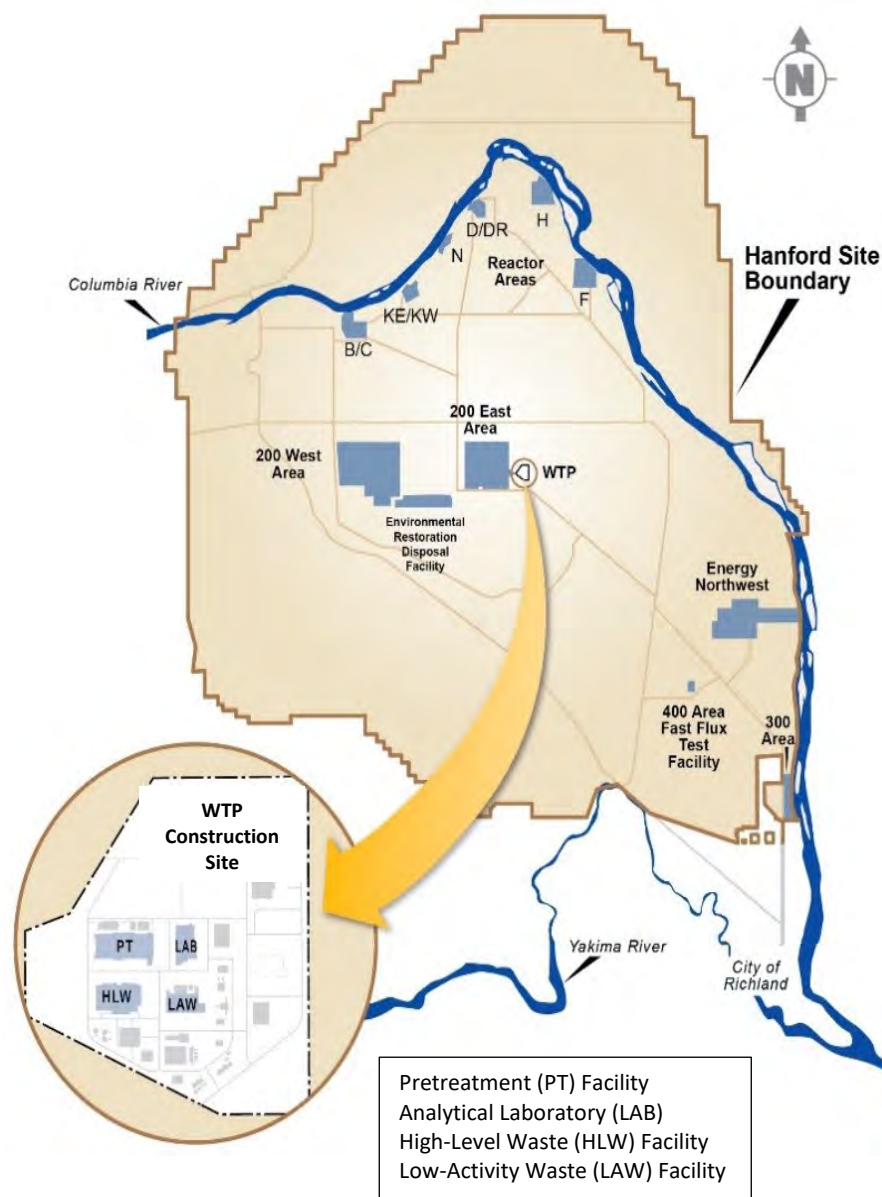 N
H
D/DR
N
Reactor
Areas
Hanford Site
Boundary
Columbia River
F
KE/KW
B/C
200 East
Area
200 West
Area
WTP
Environmental
Restoration
Disposal
Facility
Energy
Northwest
400 Area
Fast Flux
Test
Facility
300
Area
WTP
Construction
Site
PT
LAB
HLW
LAW
Yakima River
City of
Richland
Pretreatment (PT) Facility
Analytical Laboratory (LAB)
High-Level Waste (HLW) Facility
Low-Activity Waste (LAW) Facility